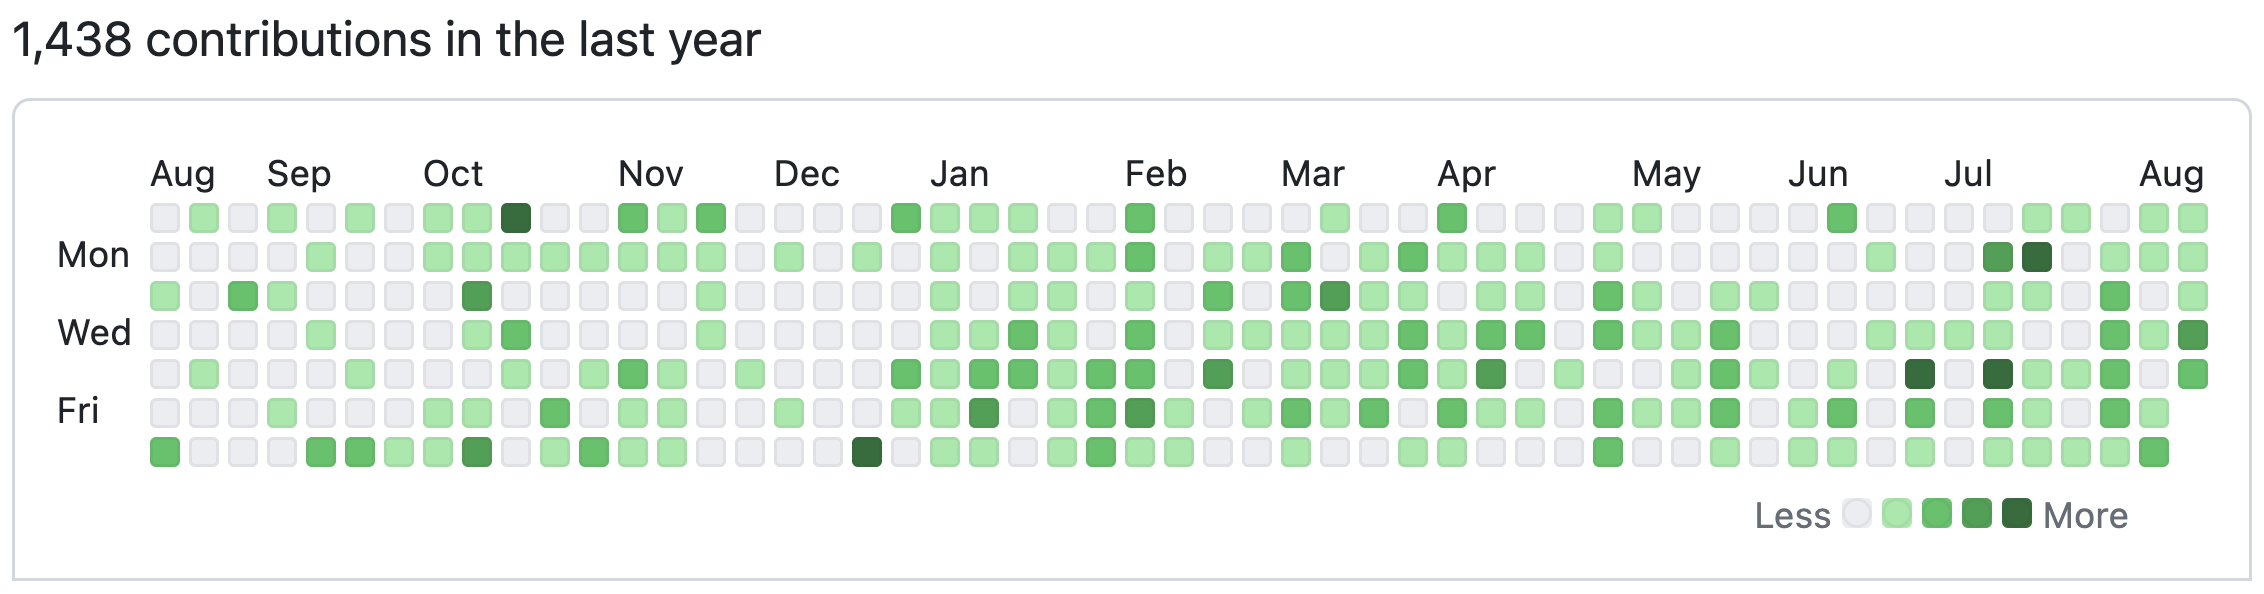 1,438 contributions in the last year
Aug Sep Oct Nov Dec Jan Feb Mar Apr May Jun Jul Aug
Mon
Wed
Fri
Less More